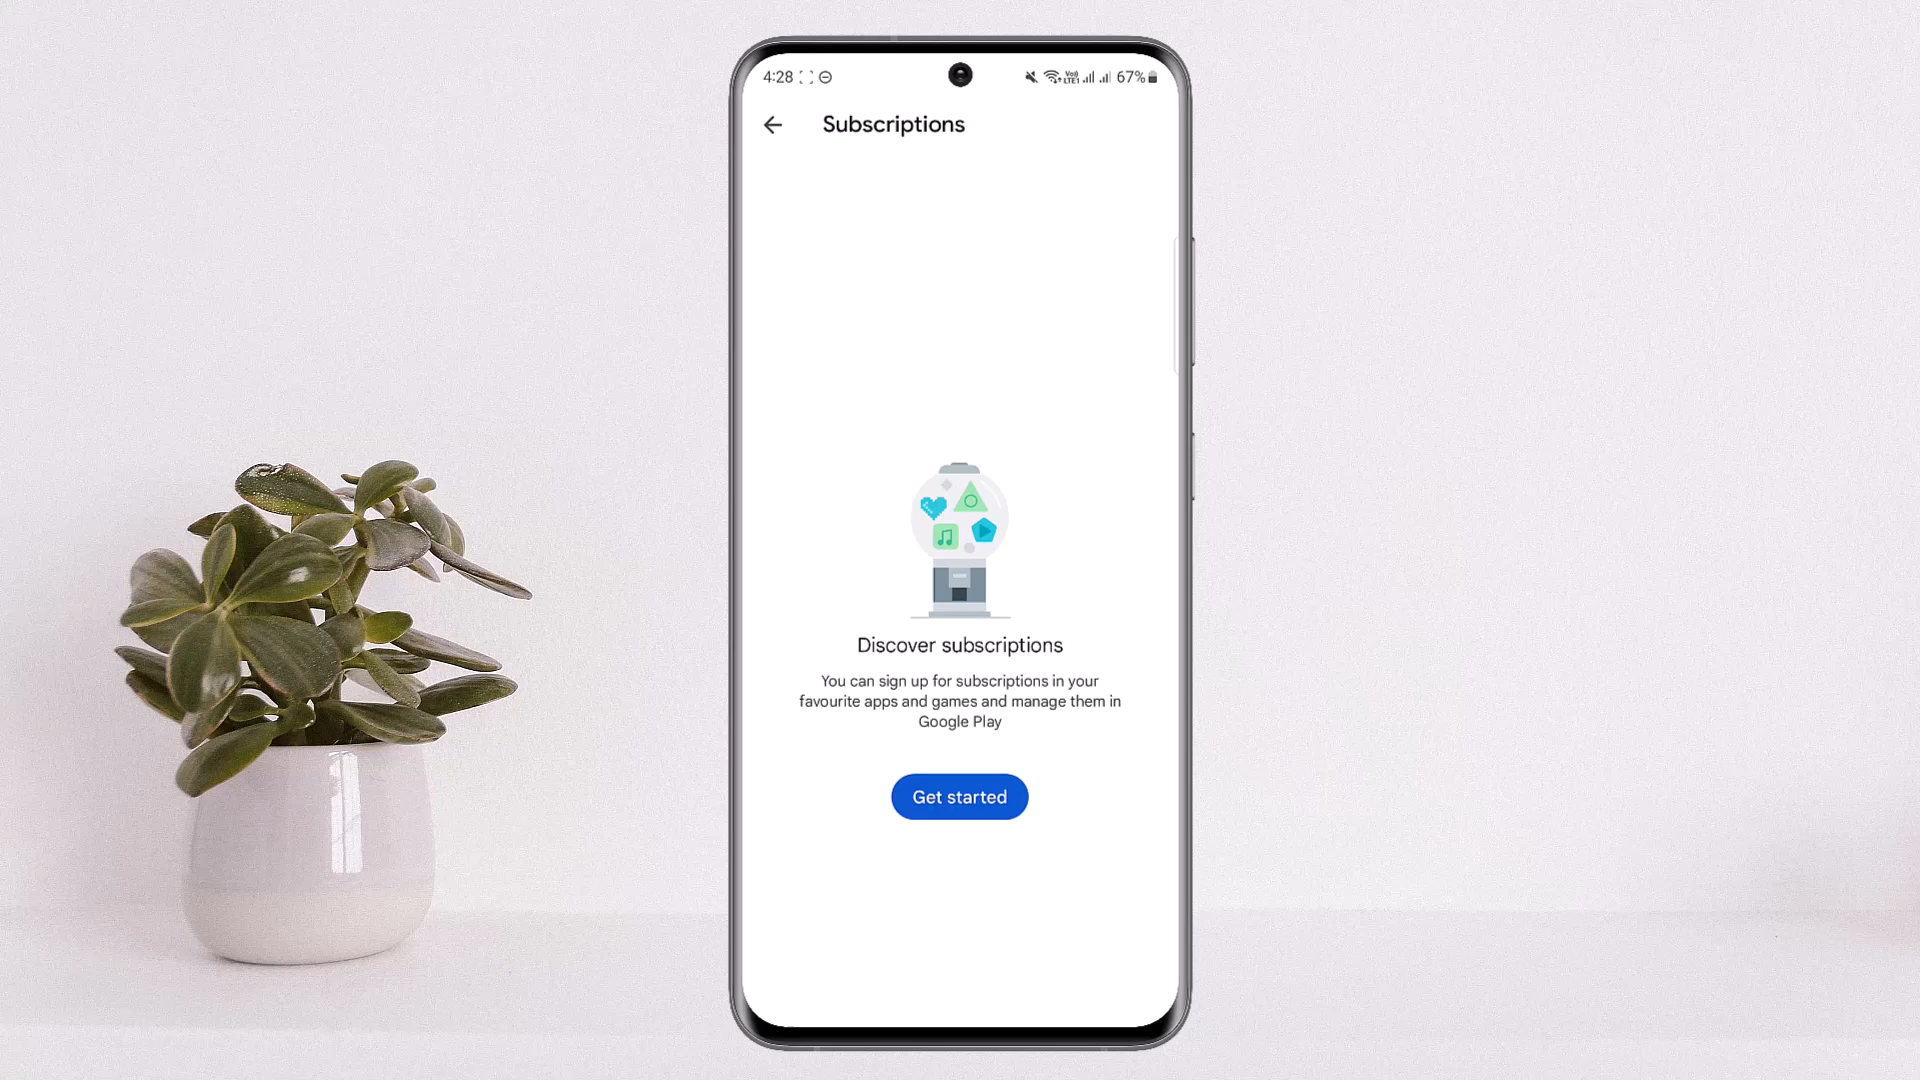 4:28
67%
Subscriptions
Discover subscriptions
You can sign up for subscriptions in your
favourite apps and games and manage them in
Google Play
Get started